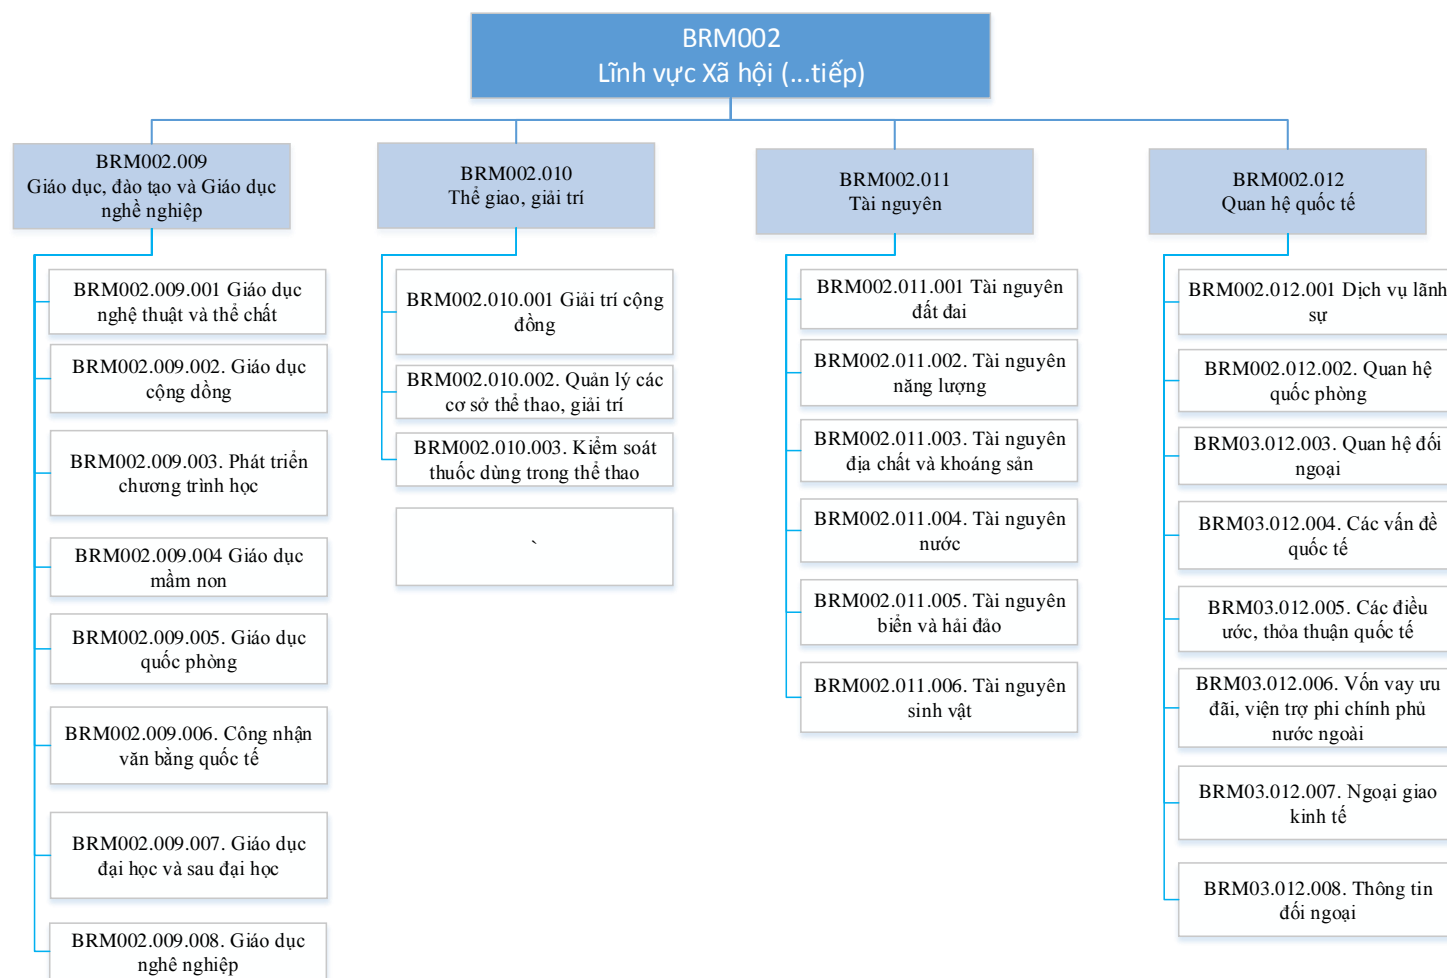 BRM002
Lĩnh vực Xã hội (...tiếp)
BRM002.009
Giáo dục, đào tạo và Giáo dục
nghề nghiệp
BRM002.009.001 Giáo dục
nghệ thuật và thể chất
BRM002.009.002. Giáo dục
cộng dồng
BRM002.009.003. Phát triển
chương trình học
BRM002.009.004 Giáo dục
mầm non
BRM002.009.005. Giáo dục
quốc phòng
BRM002.009.006. Công nhận
văn bằng quốc tế
BRM002.009.007. Giáo dục
đại học và sau đại học
BRM002.009.008. Giáo dục
nghê nghiệp
BRM002.010
Thể giao, giải trí
BRM002.010.001 Giải trí cộng
đồng
BRM002.010.002. Quản lý các
cơ sở thể thao, giải trí
BRM002.010.003. Kiểm soát
thuốc dùng trong thể thao
`
BRM002.011
Tài nguyên
BRM002.011.001 Tài nguyên
đất đai
BRM002.011.002. Tài nguyên
năng lượng
BRM002.011.003. Tài nguyên
địa chất và khoáng sản
BRM002.011.004. Tài nguyên
nước
BRM002.011.005. Tài nguyên
biển và hải đảo
BRM002.011.006. Tài nguyên
sinh vật
BRM002.012
Quan hệ quốc tế
BRM002.012.001 Dịch vụ lãnh
sự
BRM002.012.002. Quan hệ
quốc phòng
BRM03.012.003. Quan hệ đối
ngoại
BRM03.012.004. Các vấn đề
quốc tế
BRM03.012.005. Các điều
ước, thỏa thuận quốc tế
BRM03.012.006. Vốn vay ưu
đãi, viện trợ phi chính phủ
nước ngoài
BRM03.012.007. Ngoại giao
kinh tế
BRM03.012.008. Thông tin
đối ngoại